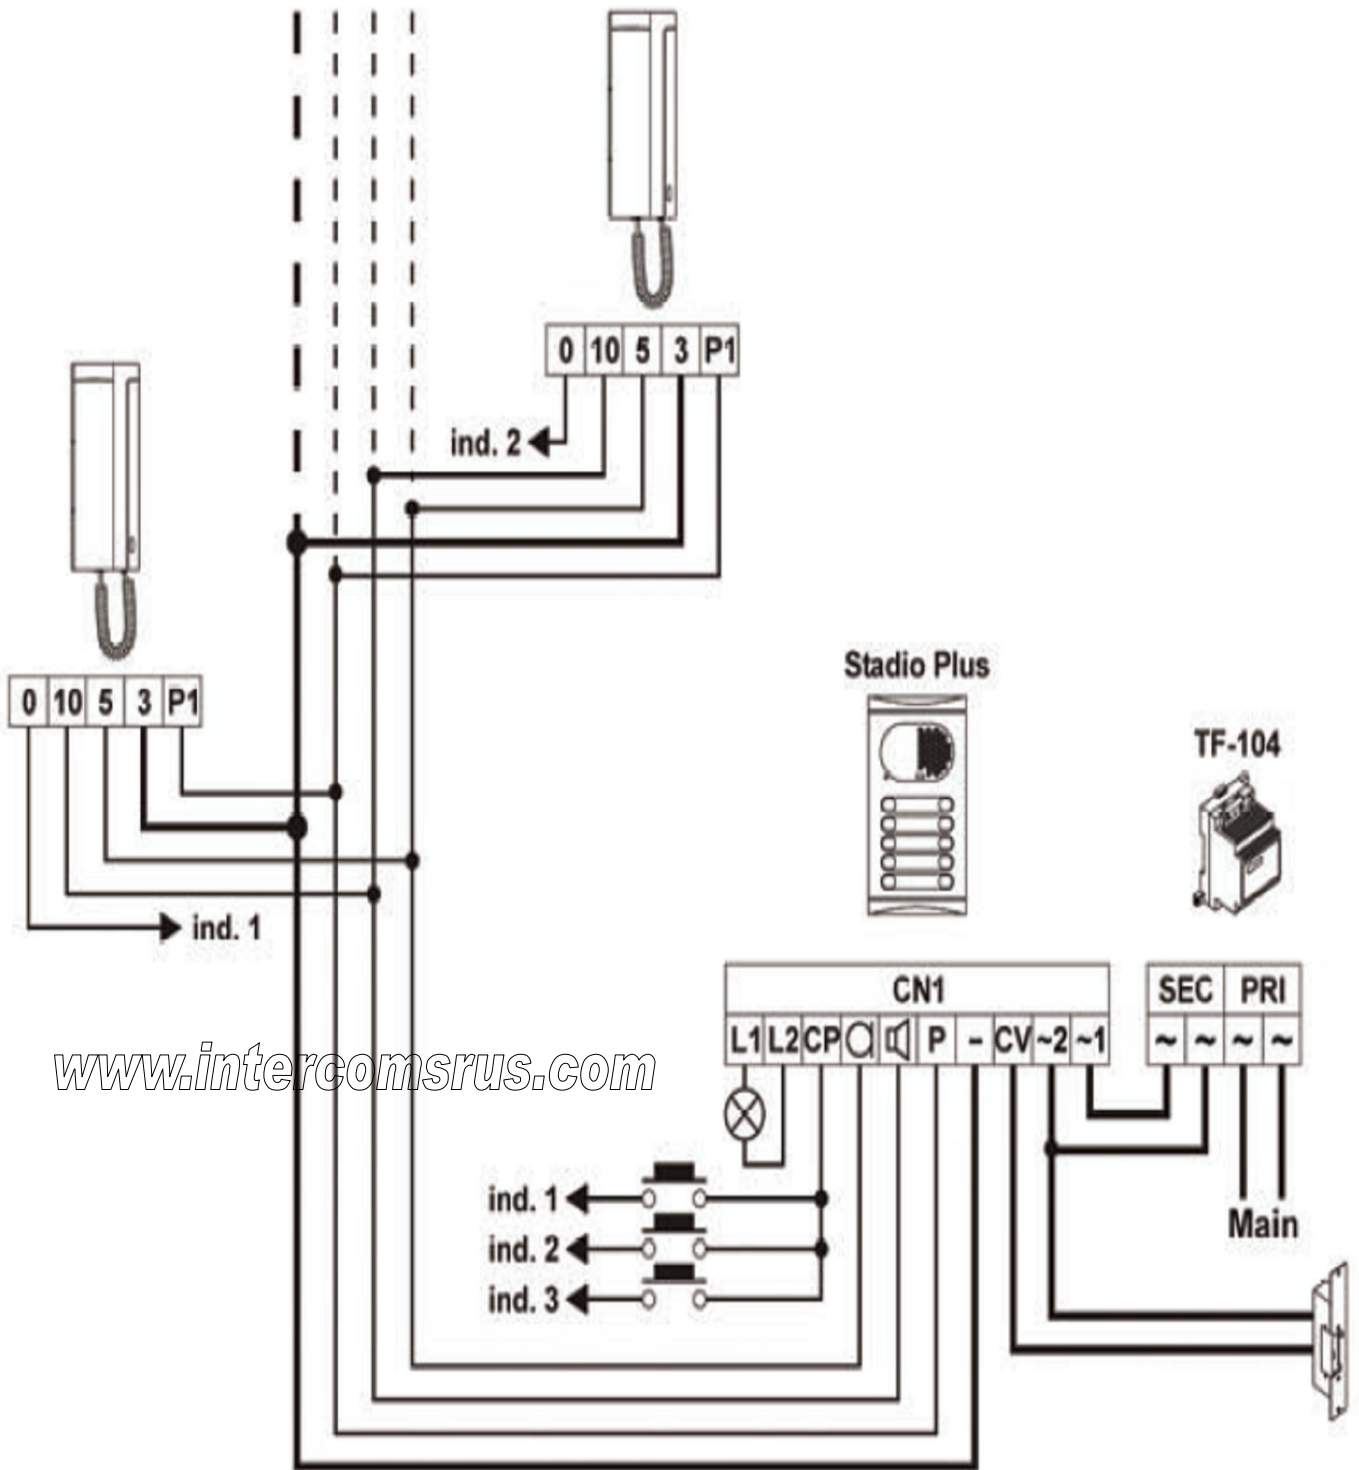 0 10 5 3 P1
ind. 2
0 10 5 3 P1
ind. 1
Stadio Plus
TF-104
CN1
L1 L2 CP P - CV ~2 ~1
SEC PRI
~ ~ ~ ~
www.intercomsrus.com
ind. 1
ind. 2
ind. 3
Main